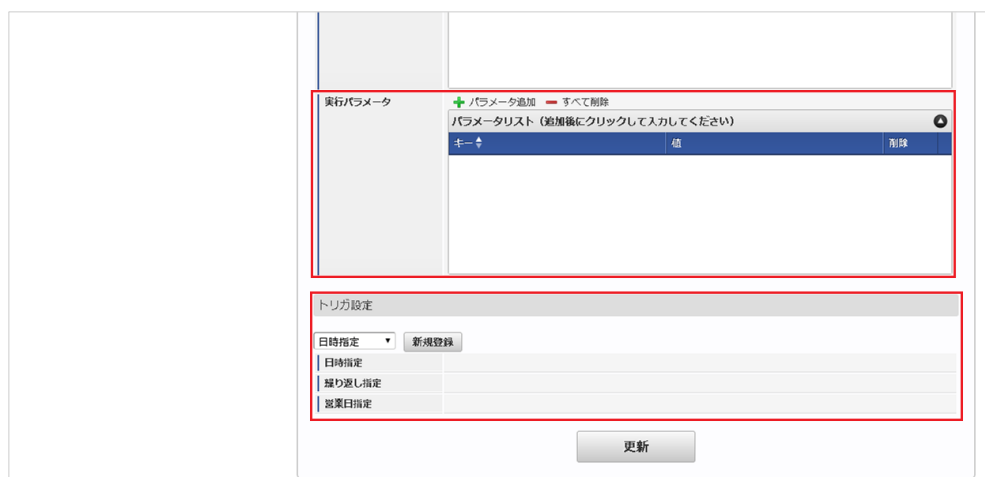 実行パラメータ
パラメータ追加 すべて削除
パラメータリスト（追加後にクリックして入力してください）
キー 値 削除
トリガ設定
日時指定 新規登録
日時指定
繰り返し指定
営業日指定
更新